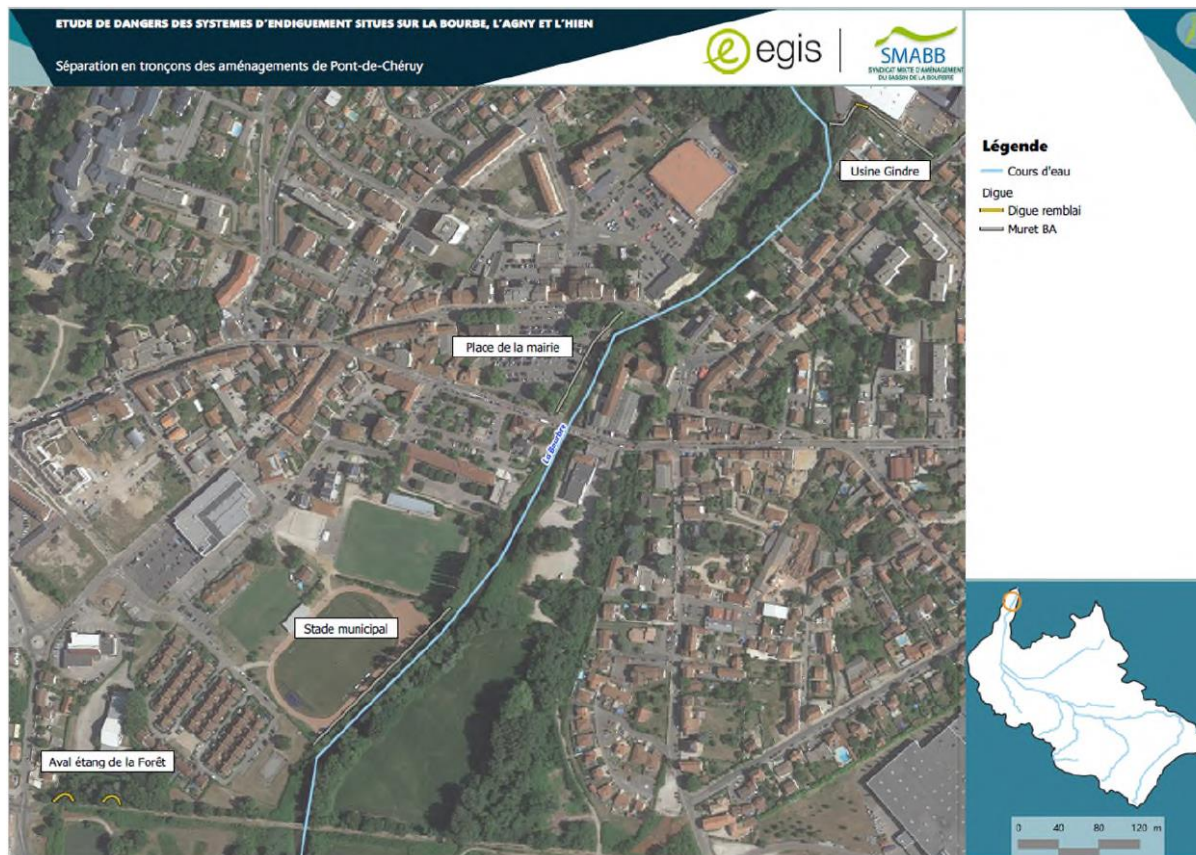 ETUDE DE DANGERS DES SYSTEMES D'ENDIGUEMENT SITUES SUR LA BOURBE, L'AGNY ET L'HIEN
Séparation en tronçons des aménagements de Pont-de-Chéruy
egis
SMABB
SYNDICAT MIXTE D'AMÉNAGEMENT
DU BASSIN DE LA BOURBRE
Usine Gindre
Place de la mairie
La Bourbre
Stade municipal
Aval étang de la Forêt
Légende
Cours d'eau
Digue
Digue remblai
Muret BA
0 40 80 120 m